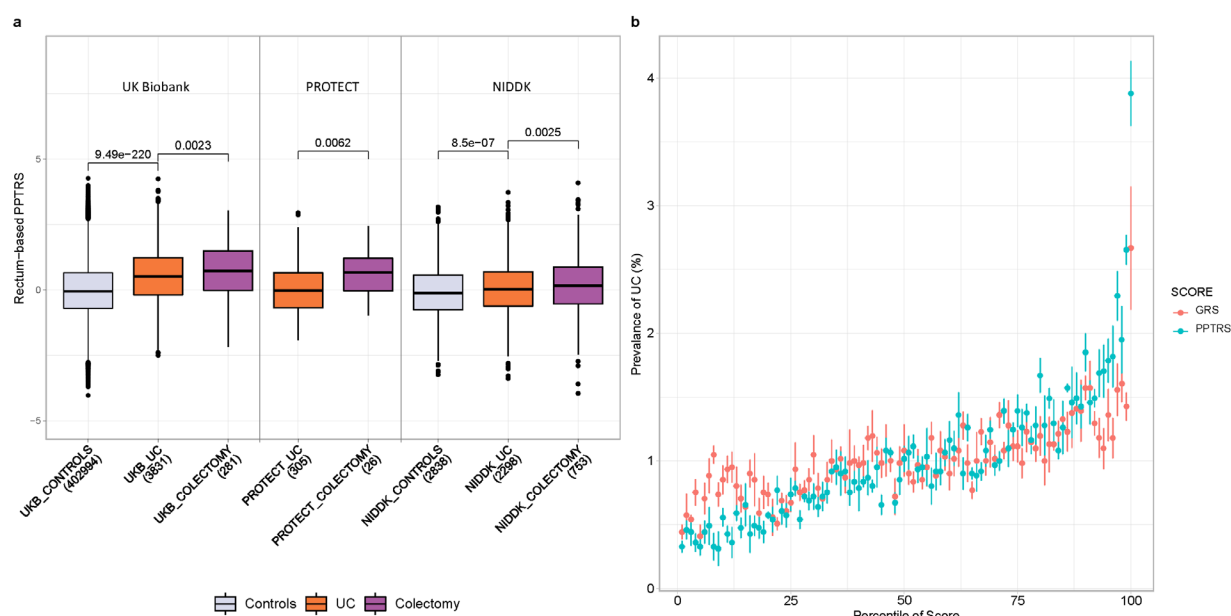 a
UK Biobank
PROTECT
NIDDK
9.49e−220
0.0023
0.0062
8.5e−07
0.0025
Rectum-based PPTRS
5
0
−5
UKB_CONTROLS
(402994)
UKB_UC
(3831)
UKB_COLECTOMY
(281)
PROTECT_UC
(305)
PROTECT_COLECTOMY
(26)
NIDDK_CONTROLS
(2838)
NIDDK_UC
(2298)
NIDDK_COLECTOMY
(753)
Controls
UC
Colectomy
b
Prevalance of UC (%)
4
3
2
1
0
0
25
50
75
100
Percentile of Score
SCORE
GRS
PPTRS